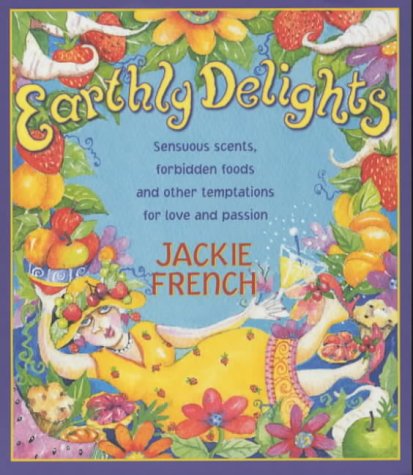 Earthly Delights
Sensuous scents,
forbidden foods
and other temptations
for love and passion
JACKIE
FRENCH